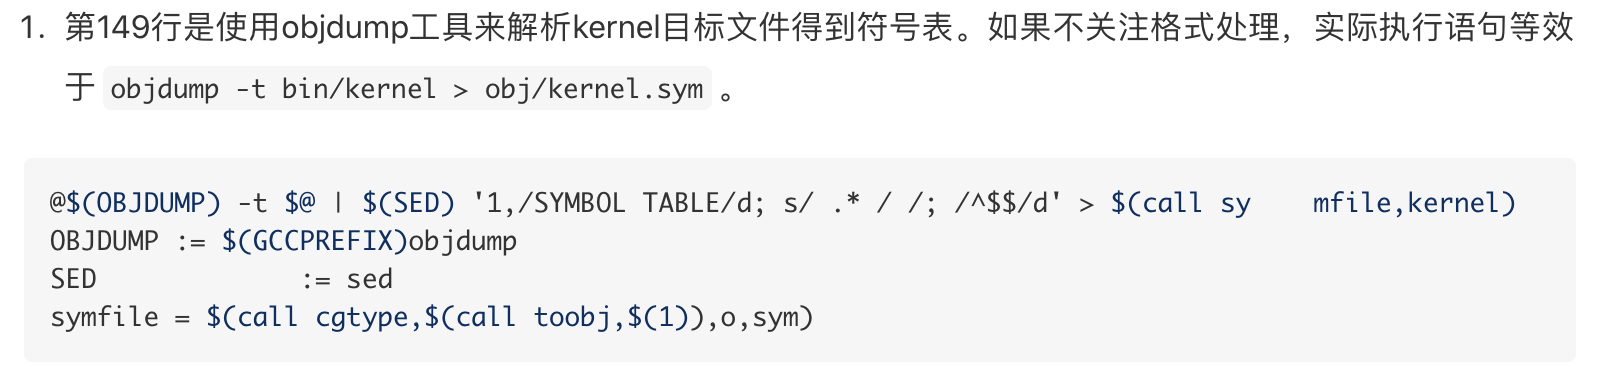 1. 第149行是使用objdump工具来解析kernel目标文件得到符号表。如果不关注格式处理，实际执行语句等效
于 objdump -t bin/kernel > obj/kernel.sym 。
@$(OBJDUMP) -t $@ | $(SED) '1,/SYMBOL TABLE/d; s/ .* / /; /^$$/d' > $(call sy    mfile,kernel)
OBJDUMP := $(GCCPREFIX)objdump
SED             := sed
symfile = $(call cgtype,$(call toobj,$(1)),o,sym)